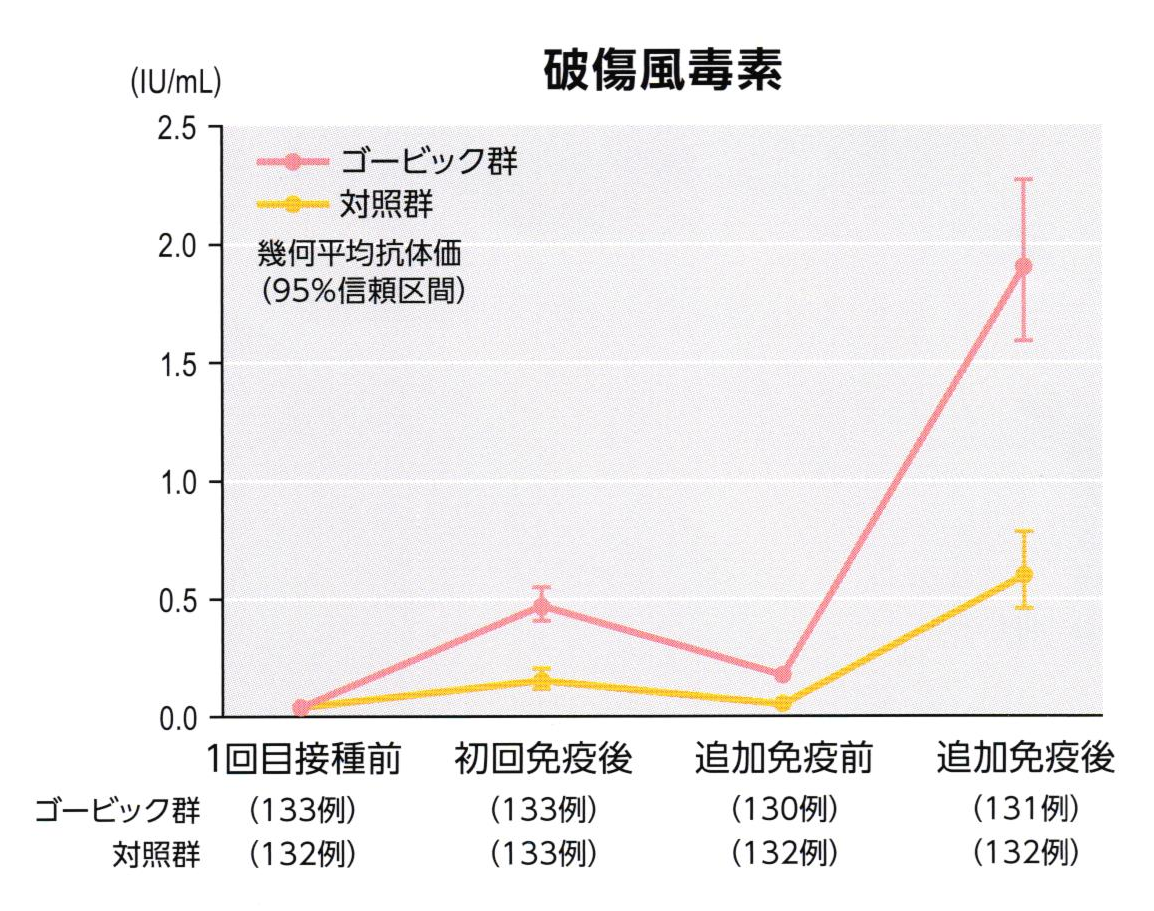 破傷風毒素
(IU/mL)
2.5
2.0
1.5
1.0
0.5
0.0
ゴービック群
対照群
幾何平均抗体価
(95%信頼区間)
1回目接種前 初回免疫後 追加免疫前 追加免疫後
ゴービック群 (133例) (133例) (130例) (131例)
対照群 (132例) (133例) (132例) (132例)